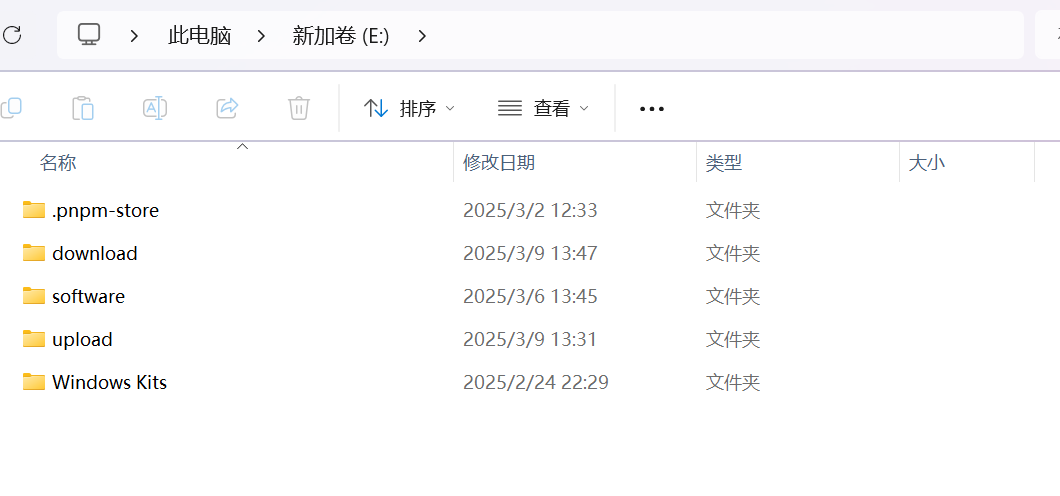 此电脑 新加卷 (E:)
排序 查看
名称 修改日期 类型 大小
.pnpm-store 2025/3/2 12:33 文件夹
download 2025/3/9 13:47 文件夹
software 2025/3/6 13:45 文件夹
upload 2025/3/9 13:31 文件夹
Windows Kits 2025/2/24 22:29 文件夹